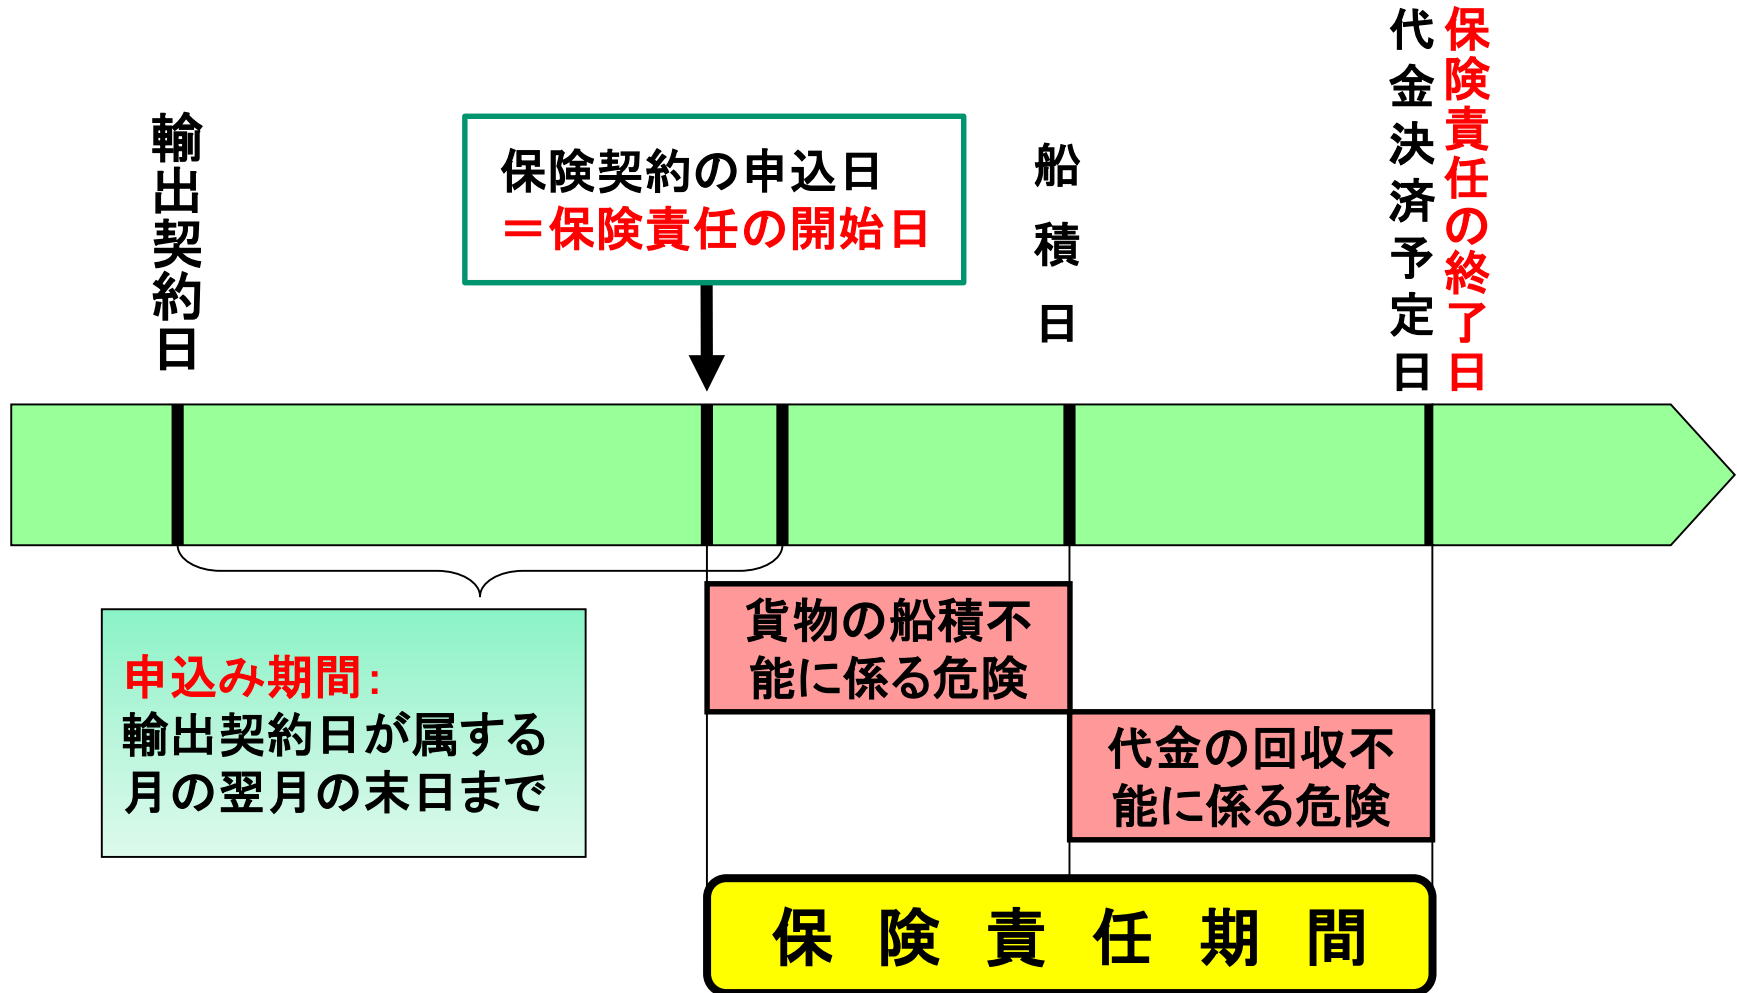 輸出契約日
保険契約の申込日
＝保険責任の開始日
船積日
代金決済予定日
保険責任の終了日
申込み期間：
輸出契約日が属する
月の翌月の末日まで
貨物の船積不
能に係る危険
代金の回収不
能に係る危険
保険責任期間